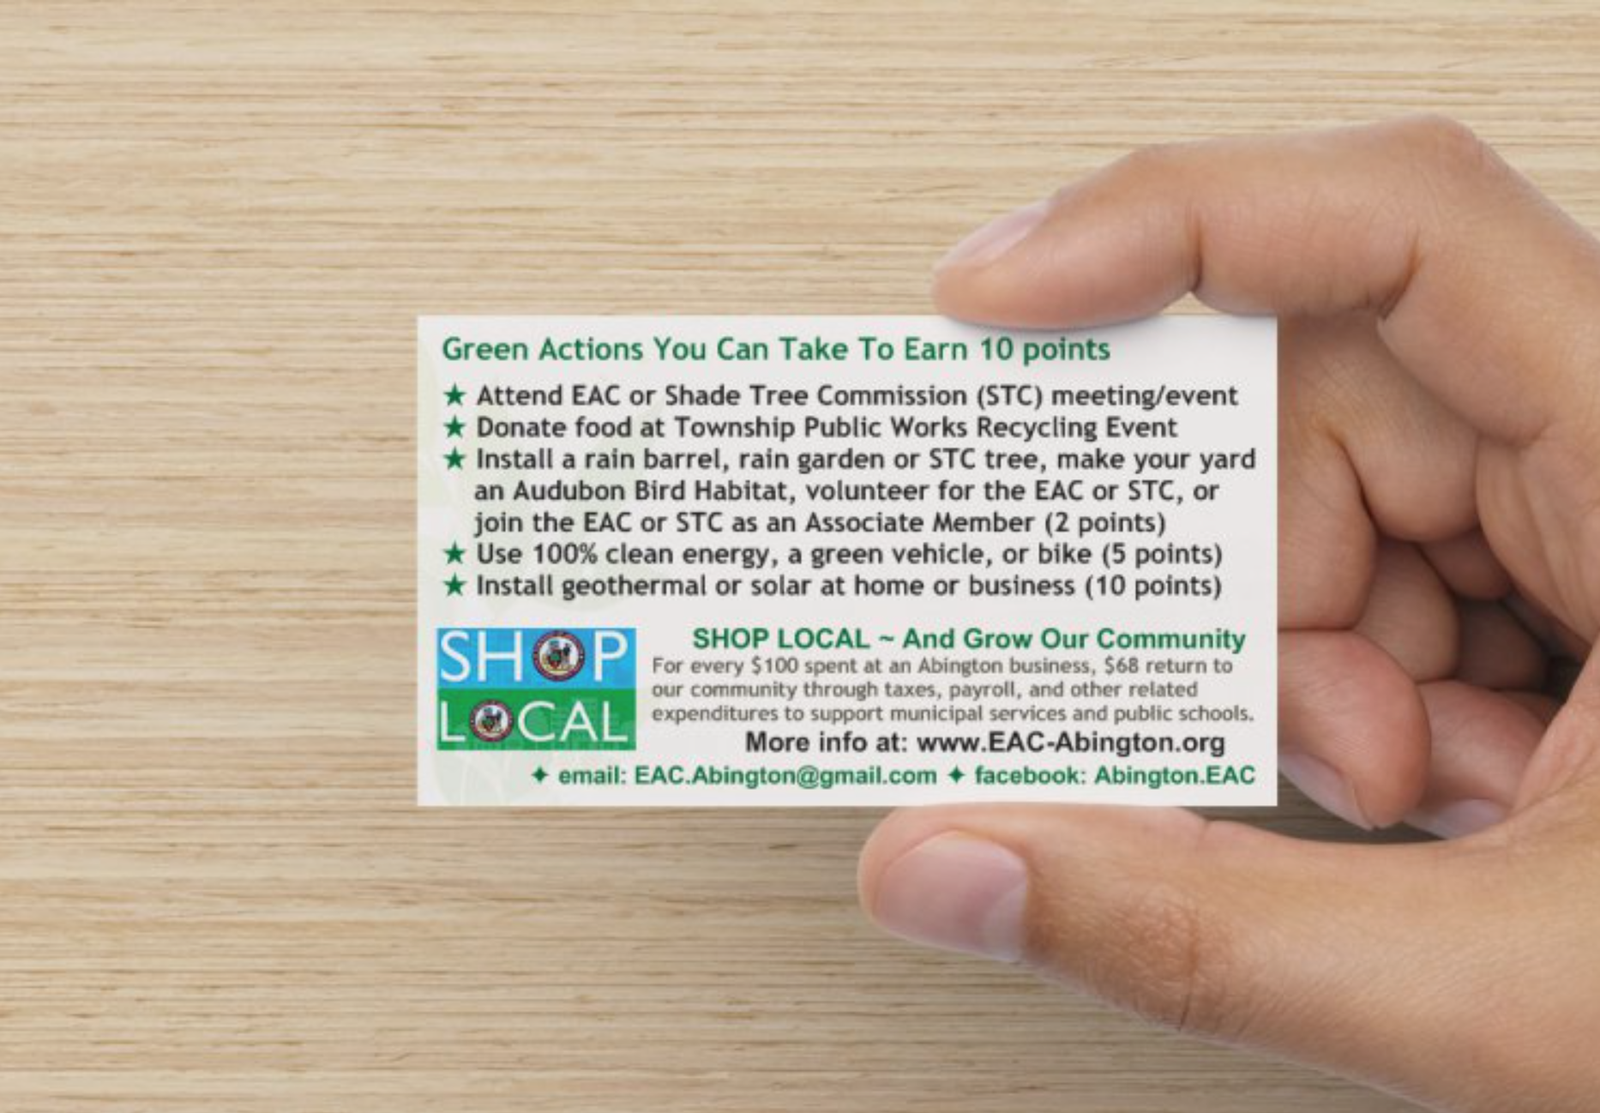 Green Actions You Can Take To Earn 10 points
★ Attend EAC or Shade Tree Commission (STC) meeting/event
★ Donate food at Township Public Works Recycling Event
★ Install a rain barrel, rain garden or STC tree, make your yard
an Audubon Bird Habitat, volunteer for the EAC or STC, or
join the EAC or STC as an Associate Member (2 points)
★ Use 100% clean energy, a green vehicle, or bike (5 points)
★ Install geothermal or solar at home or business (10 points)
SHOP
LOCAL
SHOP LOCAL ~ And Grow Our Community
For every $100 spent at an Abington business, $68 return to
our community through taxes, payroll, and other related
expenditures to support municipal services and public schools.
More info at: www.EAC-Abington.org
✦ email: EAC.Abington@gmail.com ✦ facebook: Abington.EAC